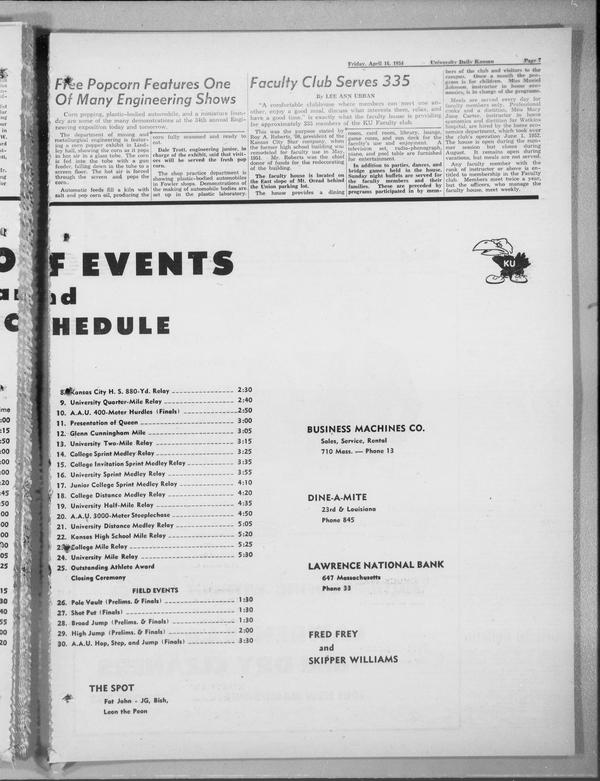 Friday, April 16, 1954 University Daily Kansan Page 7
Free Popcorn Features One
Of Many Engineering Shows
Corn popping, plastic-bodied automobile, and a miniature foun-
dry are some of the many demonstrations at the 34th annual Engi-
neering exposition today and tomorrow.
The department of mining and
metallurgical engineering is featur-
ing a corn popper exhibit in Lind-
ley hall, showing the corn as it pops
in hot air in a glass tube. The corn
is fed into the tube with a gun
feeder, falling down in the tube to a
screen floor. The hot air is forced
through the screen and pops the
corn.
Automatic feeds fill a kiln with
salt and pop corn oil, producing the
corn fully seasoned and ready to
eat.
Dale Trott, engineering junior, in
charge of the exhibit, said that visit-
ors will be served the fresh pop
corn.
The shop practice department is
showing plastic-bodied automobiles
in Fowler shops. Demonstrations of
the making of automobile bodies are
set up in the plastic laboratory.
Faculty Club Serves 335
By LEE ANN URBAN
"A comfortable clubhouse where members can meet one an-
other, enjoy a good meal, discuss interests, read, relax, and
have a good time," is exactly what the faculty house is providing
for approximately 335 members of the KU Faculty club.
This was the purpose stated by
Roy A. Roberts, '08, president of the
Kansas City Star company, when
the former high school building was
remodeled for faculty use in May,
1951. Mr. Roberts was the chief
donor of funds for the redecorating
of the building.
The faculty house is located on
the East slope of Mt. Oread behind
the Union parking lot.
The house provides a dining
room, card room, library, lounge,
game room, and sun deck for the
faculty's use and enjoyment. A
television set, radio-phonograph,
piano, and pool table are furnished
for entertainment.
In addition to parties, dances, and
bridge games held in the house,
Sunday night buffets are served for
the faculty members and their
families. These are preceded by
programs participated in by mem-
bers of the club and visitors to the
campus. Once a month the pro-
gram is for children. Miss Muriel
Johnson, instructor in home eco-
nomics, is in charge of the programs.
Meals are served every day for
faculty members only. Professional
cooks and a dietitian, Miss Mary
Jane Carter, instructor in home
economics and dietitian for Watkins
hospital, are hired by the home eco-
nomics department, which took over
the club's operation June 1, 1952.
The house is open during the sum-
mer session but closes during
August. It remains open during
vacations, but meals are not served.
Any faculty member with the
rank of instructor or above is en-
titled to membership in the Faculty
club. Members meet twice a year,
but the officers, who manage the
faculty house, meet weekly.
OF EVENTS
and
SCHEDULE
KU
8. Kansas City H. S. 880-Yd. Relay 2:30
9. University Quarter-Mile Relay 2:40
10. A.A.U. 400-Meter Hurdles (Finals) 2:50
11. Presentation of Queen 3:00
12. Glenn Cunningham Mile 3:05
13. University Two-Mile Relay 3:15
14. College Sprint Medley Relay 3:25
15. College Invitation Sprint Medley Relay 3:35
16. University Sprint Medley Relay 3:55
17. Junior College Sprint Medley Relay 4:10
18. College Distance Medley Relay 4:20
19. University Half-Mile Relay 4:35
20. A.A.U. 3000-Meter Steeplechase 4:50
21. University Distance Medley Relay 5:05
22. Kansas High School Mile Relay 5:20
23. College Mile Relay 5:25
24. University Mile Relay 5:30
25. Outstanding Athlete Award
Closing Ceremony
FIELD EVENTS
26. Pole Vault (Prelims. & Finals) 1:30
27. Shot Put (Finals) 1:30
28. Broad Jump (Prelims. & Finals) 1:30
29. High Jump (Prelims. & Finals) 2:00
30. A.A.U. Hop, Step, and Jump (Finals) 3:30
THE SPOT
Fat John - JG, Bish,
Leon the Peon
BUSINESS MACHINES CO.
Sales, Service, Rental
710 Mass. — Phone 13
DINE-A-MITE
23rd & Louisiana
Phone 845
LAWRENCE NATIONAL BANK
647 Massachusetts
Phone 33
FRED FREY
and
SKIPPER WILLIAMS